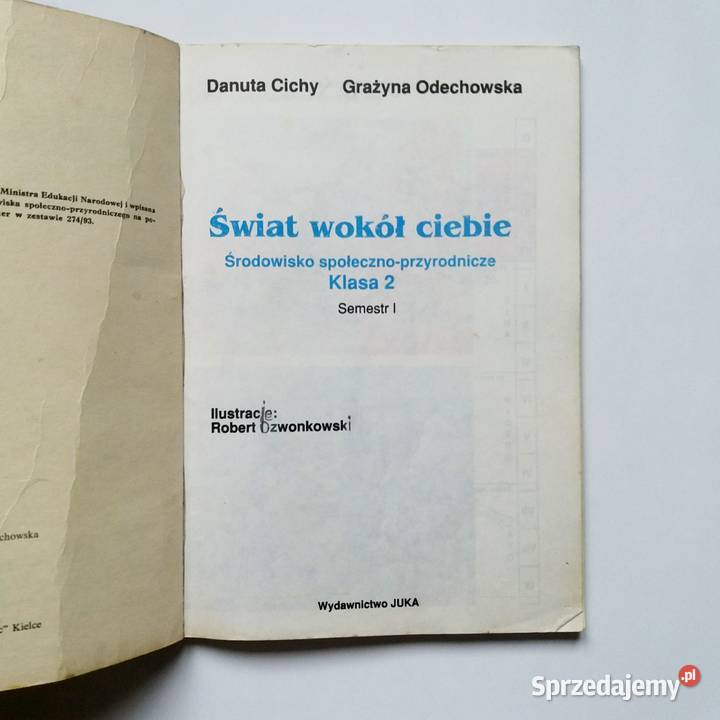 Ministra Edukacji Narodowej i wpisana
społeczno-przyrodniczego na po-
w zestawie 274/93.
Kielce
Danuta Cichy Grażyna Odechowska
Świat wokół ciebie
Środowisko społeczno-przyrodnicze
Klasa 2
Semestr I
Ilustracje:
Robert Dzwonkowski
Wydawnictwo JUKA
Sprzedajemy.pl